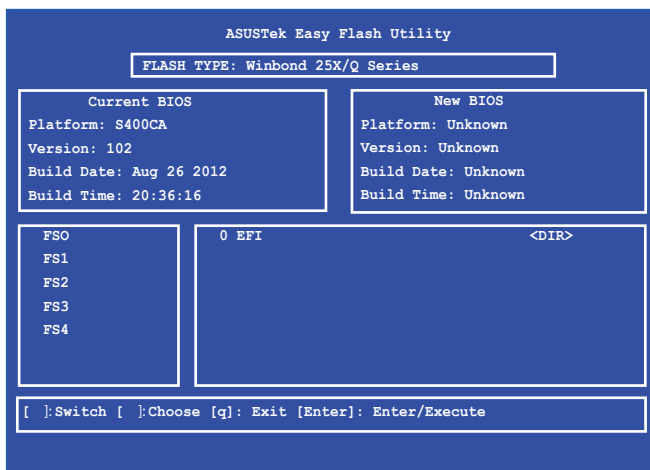 ASUSTek Easy Flash Utility
FLASH TYPE: Winbond 25X/Q Series
Current BIOS
Platform: S400CA
Version: 102
Build Date: Aug 26 2012
Build Time: 20:36:16
New BIOS
Platform: Unknown
Version: Unknown
Build Date: Unknown
Build Time: Unknown
FSO
FS1
FS2
FS3
FS4
0 EFI <DIR>
[ ]:Switch [ ]:Choose [q]: Exit [Enter]: Enter/Execute